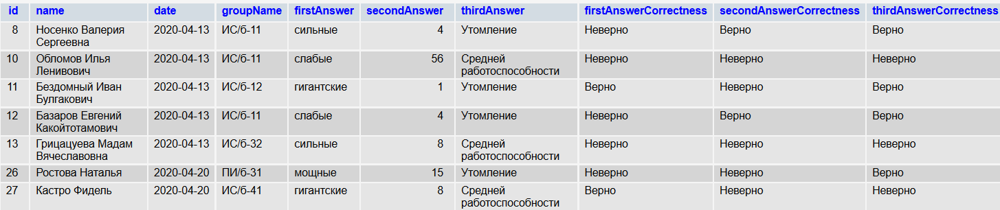 id name date groupName firstAnswer secondAnswer thirdAnswer firstAnswerCorrectness secondAnswerCorrectness thirdAnswerCorrectness
8 Носенко Валерия 2020-04-13 ИС/б-11 сильные 4 Утомление Неверно Верно Верно
Сергеевна
10 Обломов Илья 2020-04-13 ИС/б-11 слабые 56 Средней Неверно Неверно Неверно
Ленивович работоспособности
11 Бездомный Иван 2020-04-13 ИС/б-12 гигантские 1 Утомление Верно Неверно Верно
Булгакович
12 Базаров Евгений 2020-04-13 ИС/б-11 слабые 4 Утомление Неверно Верно Верно
Какойтотамович
13 Грицацуева Мадам 2020-04-13 ИС/б-32 сильные 8 Средней Неверно Неверно Неверно
Вячеславовна работоспособности
26 Ростова Наталья 2020-04-20 ПИ/б-31 мощные 15 Утомление Неверно Неверно Верно
27 Кастро Фидель 2020-04-20 ИС/б-41 гигантские 8 Средней Верно Неверно Неверно
работоспособности